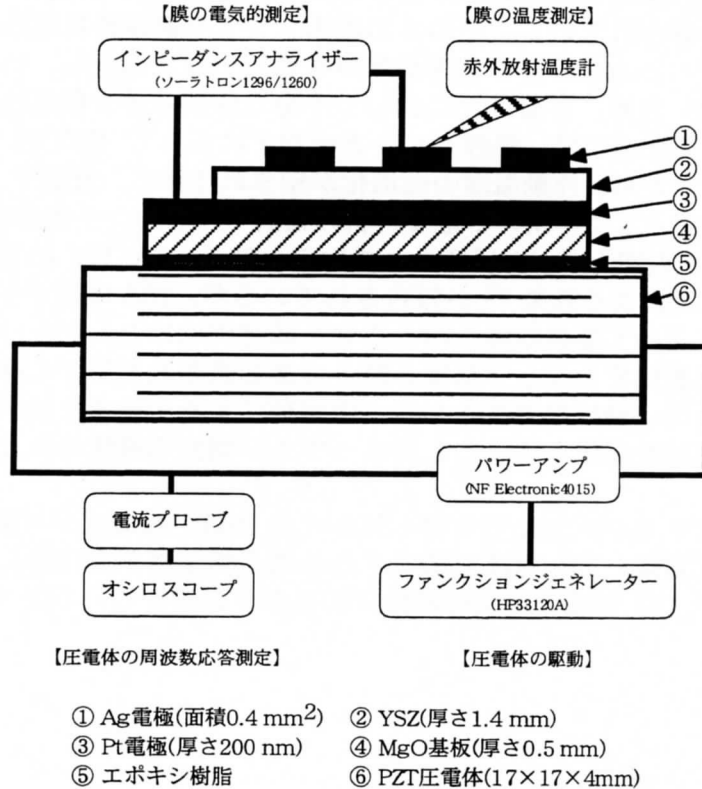 【膜の電気的測定】 【膜の温度測定】
インピーダンスアナライザー
(ソーラトロン1296/1260)
赤外放射温度計
①
②
③
④
⑤
⑥
パワーアンプ
(NF Electronic4015)
電流プローブ
オシロスコープ
ファンクションジェネレーター
(HP33120A)
【圧電体の周波数応答測定】 【圧電体の駆動】
① Ag電極(面積0.4 mm²) ② YSZ(厚さ1.4 mm)
③ Pt電極(厚さ200 nm) ④ MgO基板(厚さ0.5 mm)
⑤ エポキシ樹脂 ⑥ PZT圧電体(17×17×4mm)